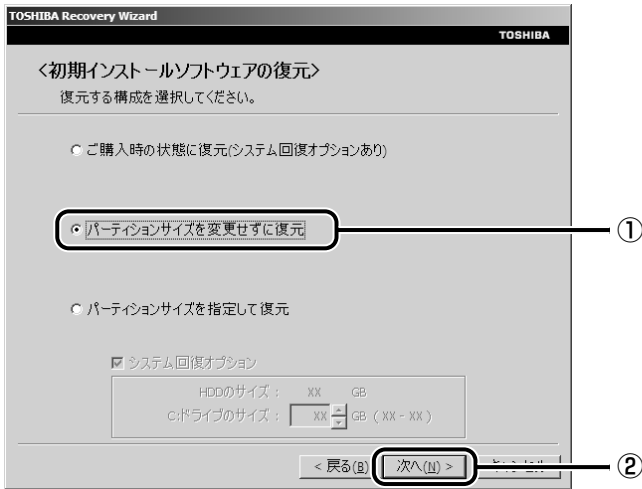 TOSHIBA Recovery Wizard
TOSHIBA
<初期インストールソフトウェアの復元>
復元する構成を選択してください。
ご購入時の状態に復元(システム回復オプションあり)
パーティションサイズを変更せずに復元
①
パーティションサイズを指定して復元
システム回復オプション
HDDのサイズ： XX GB
C:ドライブのサイズ： XX GB ( XX - XX )
< 戻る(B) 次へ(N) > ②